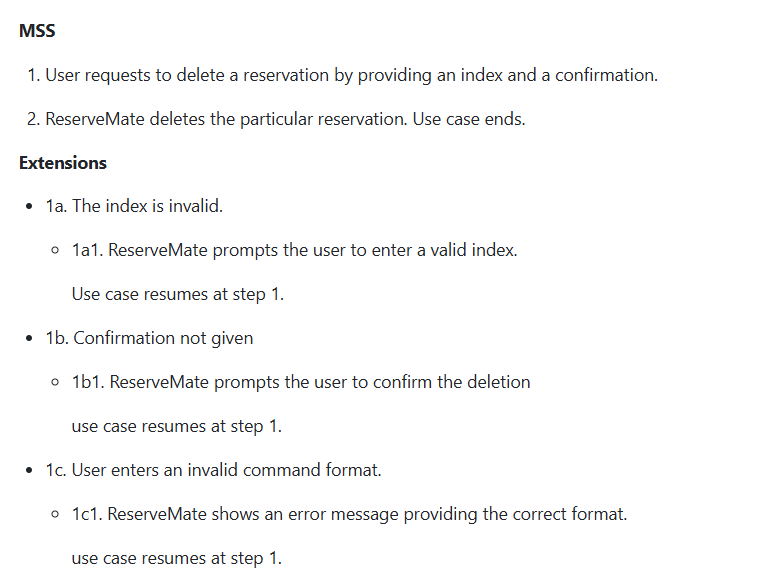 MSS
1. User requests to delete a reservation by providing an index and a confirmation.
2. ReserveMate deletes the particular reservation. Use case ends.
Extensions
• 1a. The index is invalid.
◦ 1a1. ReserveMate prompts the user to enter a valid index.
Use case resumes at step 1.
• 1b. Confirmation not given
◦ 1b1. ReserveMate prompts the user to confirm the deletion
use case resumes at step 1.
• 1c. User enters an invalid command format.
◦ 1c1. ReserveMate shows an error message providing the correct format.
use case resumes at step 1.